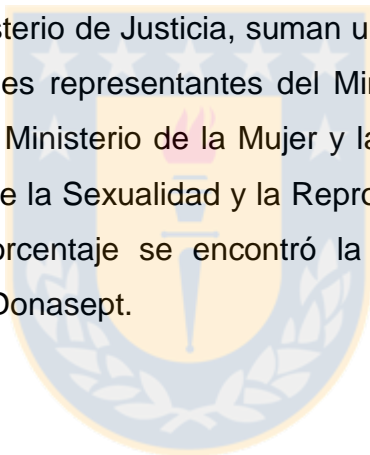 sterio de Justicia, suman u
es representantes del Min
Ministerio de la Mujer y la
e la Sexualidad y la Repro
orcentaje se encontró la
Donasept.